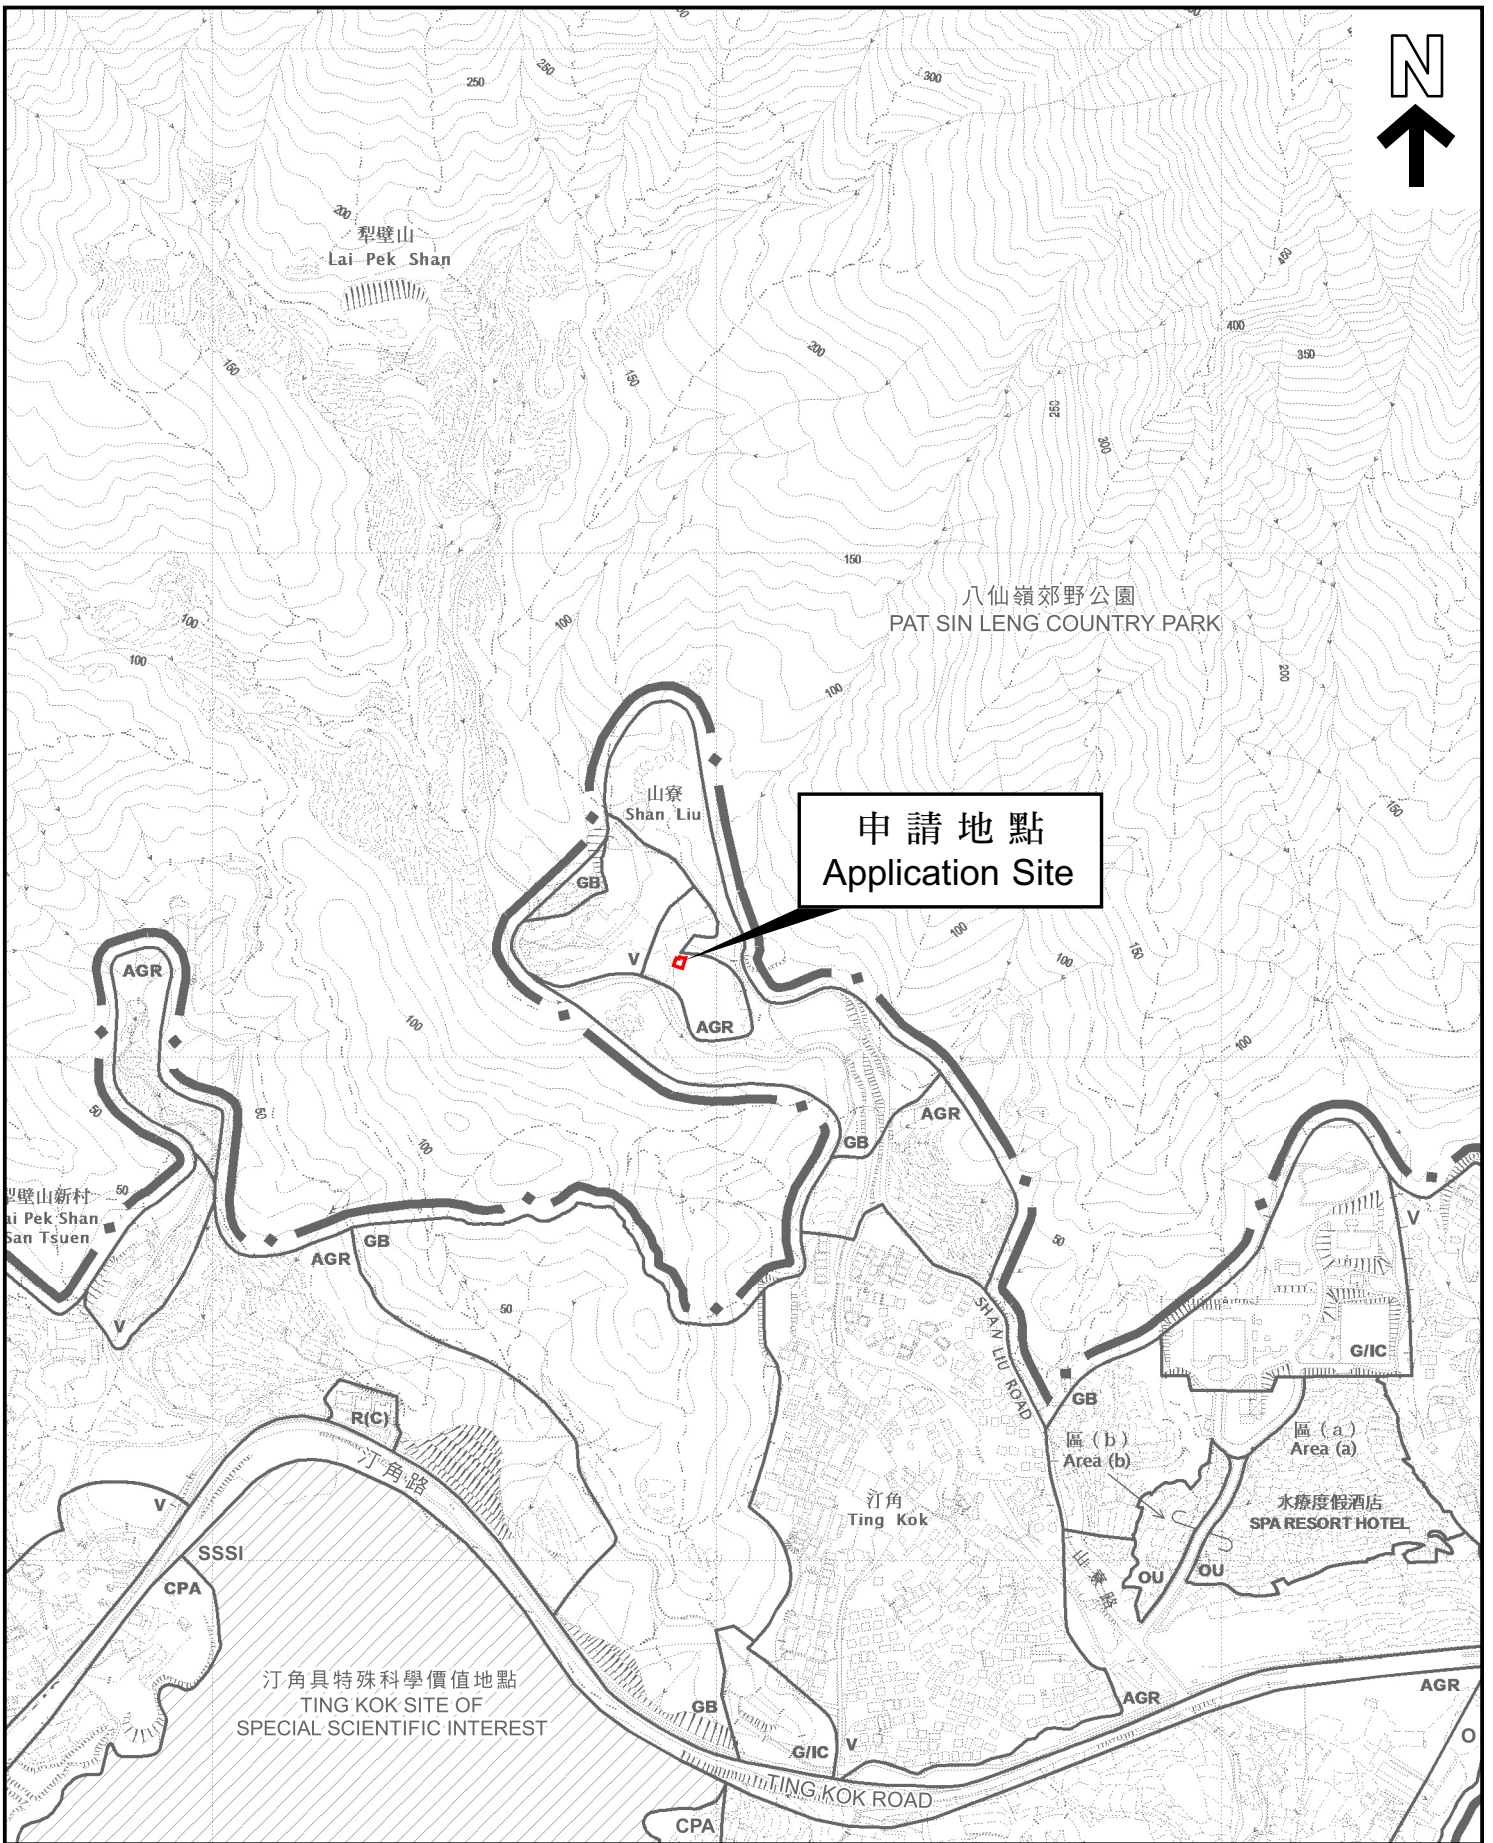 250
250
300
N
450
200
犁壁山
Lai Pek Shan
400
350
200
150
150
250
300
150
八仙嶺郊野公園
PAT SIN LENG COUNTRY PARK
100
100
100
200
100
150
山寮
Shan Liu
申請地點
Application Site
GB
100
150
100
V
AGR
AGR
100
100
50
50
AGR
GB
100
50
犁壁山新村
ai Pek Shan
San Tsuen
V
50
GB
AGR
50
SHAN LIU ROAD
V
G/IC
GB
R(C)
汀角路
區(b)
Area (b)
區(a)
Area (a)
汀角
Ting Kok
水療度假酒店
SPA RESORT HOTEL
V
SSSI
CPA
山寮路
OU
OU
汀角具特殊科學價值地點
TING KOK SITE OF
SPECIAL SCIENTIFIC INTEREST
GB
AGR
AGR
G/IC
V
O
TING KOK ROAD
CPA